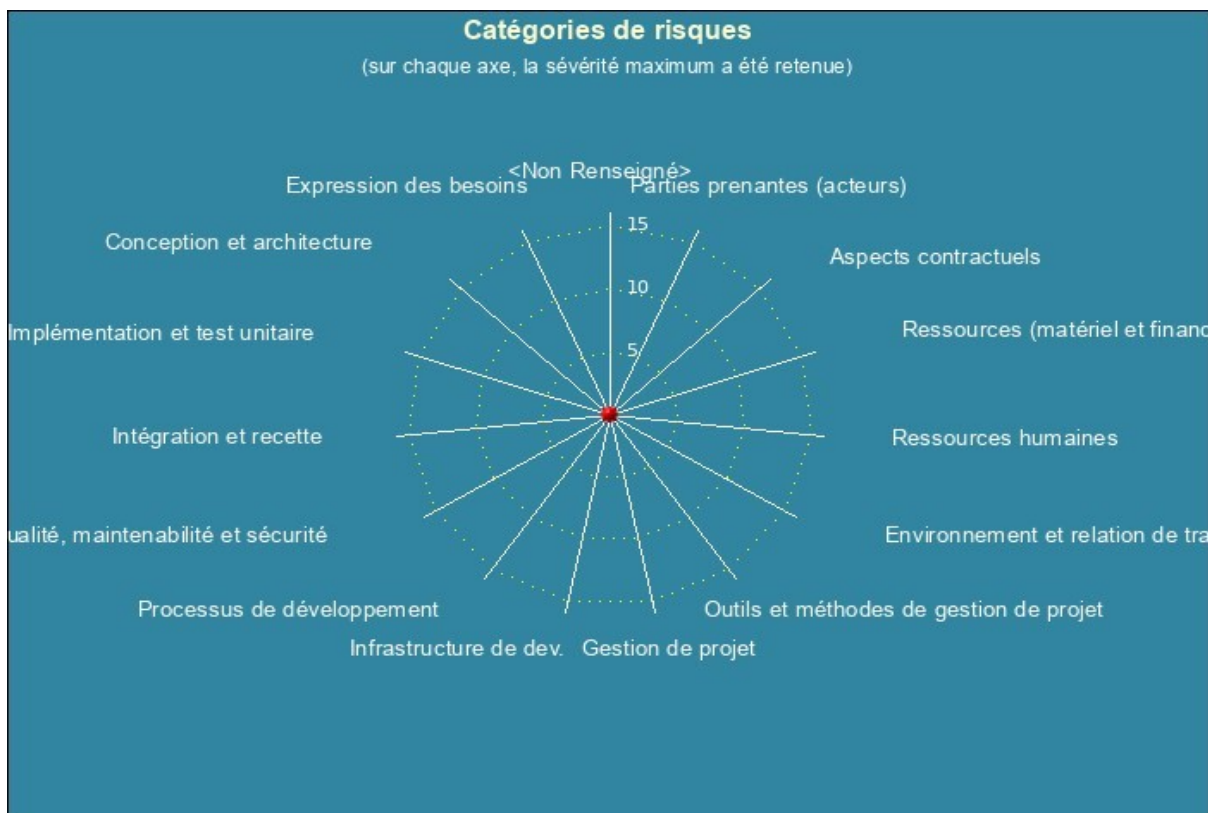 Catégories de risques
(sur chaque axe, la sévérité maximum a été retenue)
<Non Renseigné>
Expression des besoins
Parties prenantes (acteurs)
15
Conception et architecture
Aspects contractuels
10
Implémentation et test unitaire
Ressources (matériel et financ
5
Intégration et recette
Ressources humaines
ualité, maintenabilité et sécurité
Environnement et relation de tra
Processus de développement
Outils et méthodes de gestion de projet
Infrastructure de dev.
Gestion de projet